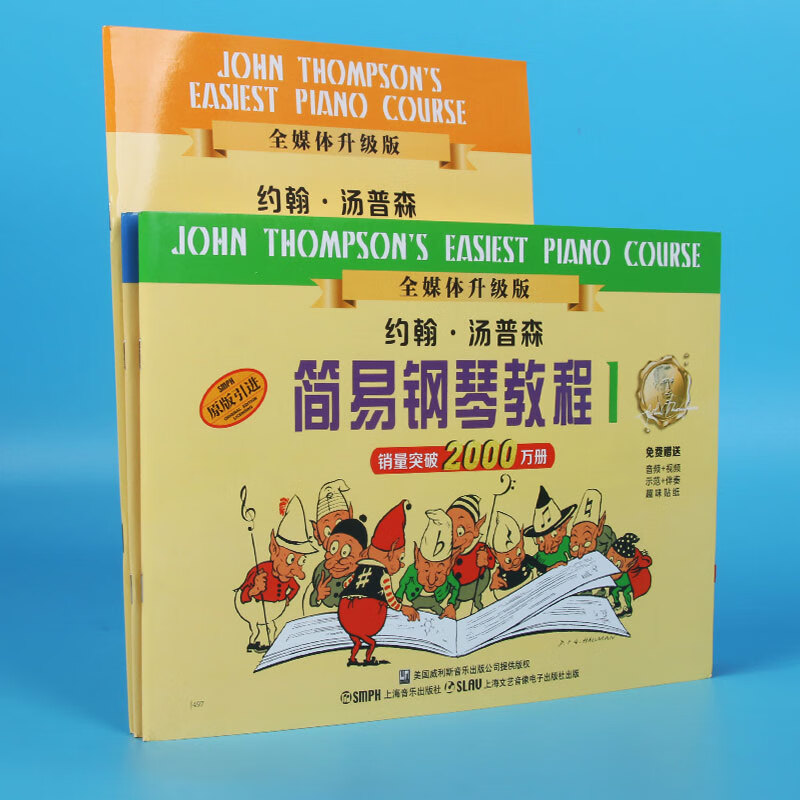 JOHN THOMPSON'S
EASIEST PIANO COURSE
全媒体升级版
约翰·汤普森
JOHN THOMPSON'S EASIEST PIANO COURSE
全媒体升级版
约翰·汤普森
简易钢琴教程1
SMPH
原版引进
ORIGINAL EDITION
LICENSING
销量突破2000万册
免费赠送
音频+视频
示范+伴奏
趣味贴纸
美国威利斯音乐出版公司提供版权
SMPH 上海音乐出版社 SLAV 上海文艺音像电子出版社出版